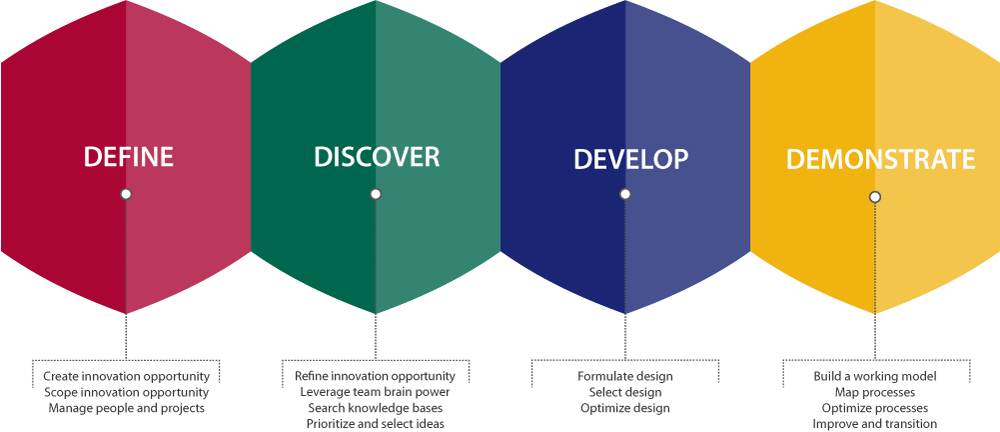 DEFINE
DISCOVER
DEVELOP
DEMONSTRATE
Create innovation opportunity
Scope innovation opportunity
Manage people and projects
Refine innovation opportunity
Leverage team brain power
Search knowledge bases
Prioritize and select ideas
Formulate design
Select design
Optimize design
Build a working model
Map processes
Optimize processes
Improve and transition